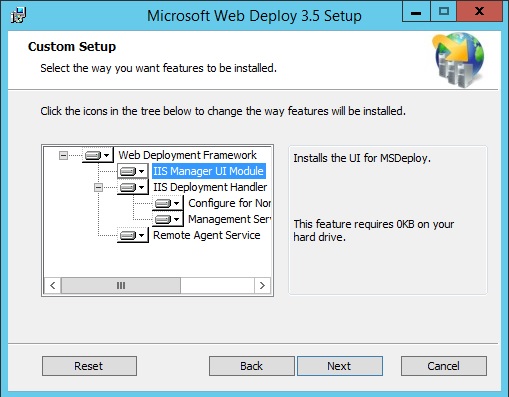 Microsoft Web Deploy 3.5 Setup
Custom Setup
Select the way you want features to be installed.
Click the icons in the tree below to change the way features will be installed.
Web Deployment Framework
IIS Manager UI Module
IIS Deployment Handler
Configure for Nor
Management Ser
Remote Agent Service
Installs the UI for MSDeploy.
This feature requires 0KB on your
hard drive.
Reset
Back
Next
Cancel